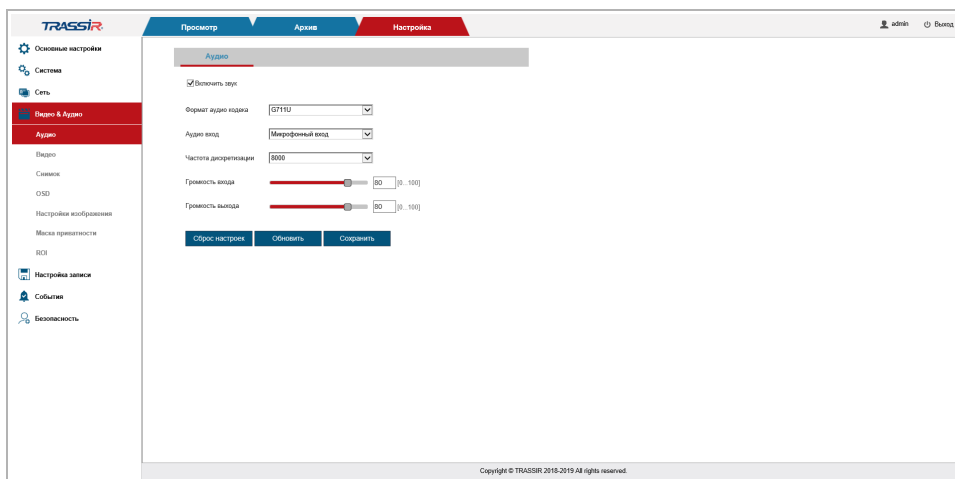 TRASSIR
Просмотр
Архив
Настройка
admin
Выход
Основные настройки
Система
Сеть
Видео & Аудио
Аудио
Видео
Снимок
OSD
Настройки изображения
Маска приватности
ROI
Настройка записи
События
Безопасность
Аудио
Включить звук
Формат аудио кодека G711U
Аудио вход Микрофонный вход
Частота дискретизации 8000
Громкость входа 80 [0...100]
Громкость выхода 80 [0...100]
Сброс настроек Обновить Сохранить
Copyright © TRASSIR 2018-2019 All rights reserved.